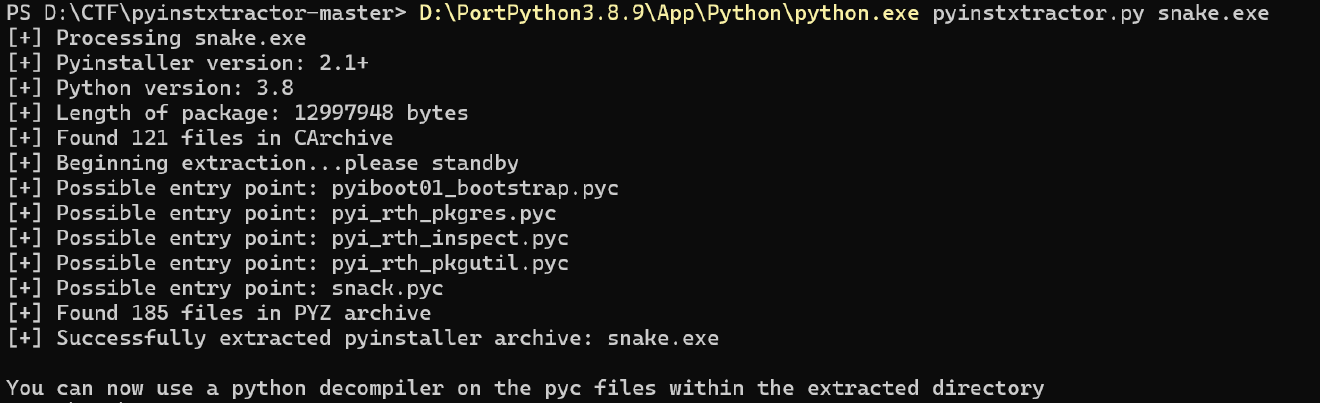 PS D:\CTF\pyinstxtractor-master> D:\PortPython3.8.9\App\Python\python.exe pyinstxtractor.py snake.exe
[+] Processing snake.exe
[+] Pyinstaller version: 2.1+
[+] Python version: 3.8
[+] Length of package: 12997948 bytes
[+] Found 121 files in CArchive
[+] Beginning extraction...please standby
[+] Possible entry point: pyiboot01_bootstrap.pyc
[+] Possible entry point: pyi_rth_pkgres.pyc
[+] Possible entry point: pyi_rth_inspect.pyc
[+] Possible entry point: pyi_rth_pkgutil.pyc
[+] Possible entry point: snack.pyc
[+] Found 185 files in PYZ archive
[+] Successfully extracted pyinstaller archive: snake.exe
You can now use a python decompiler on the pyc files within the extracted directory